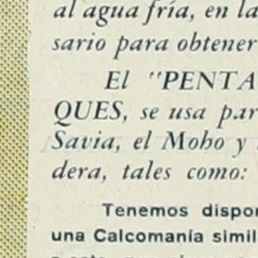 al agua fría, en la
sario para obtener
El "PENTA
QUES, se usa par
Savia, el Moho y
dera, tales como:
Tenemos dispon
una Calcomanía simil